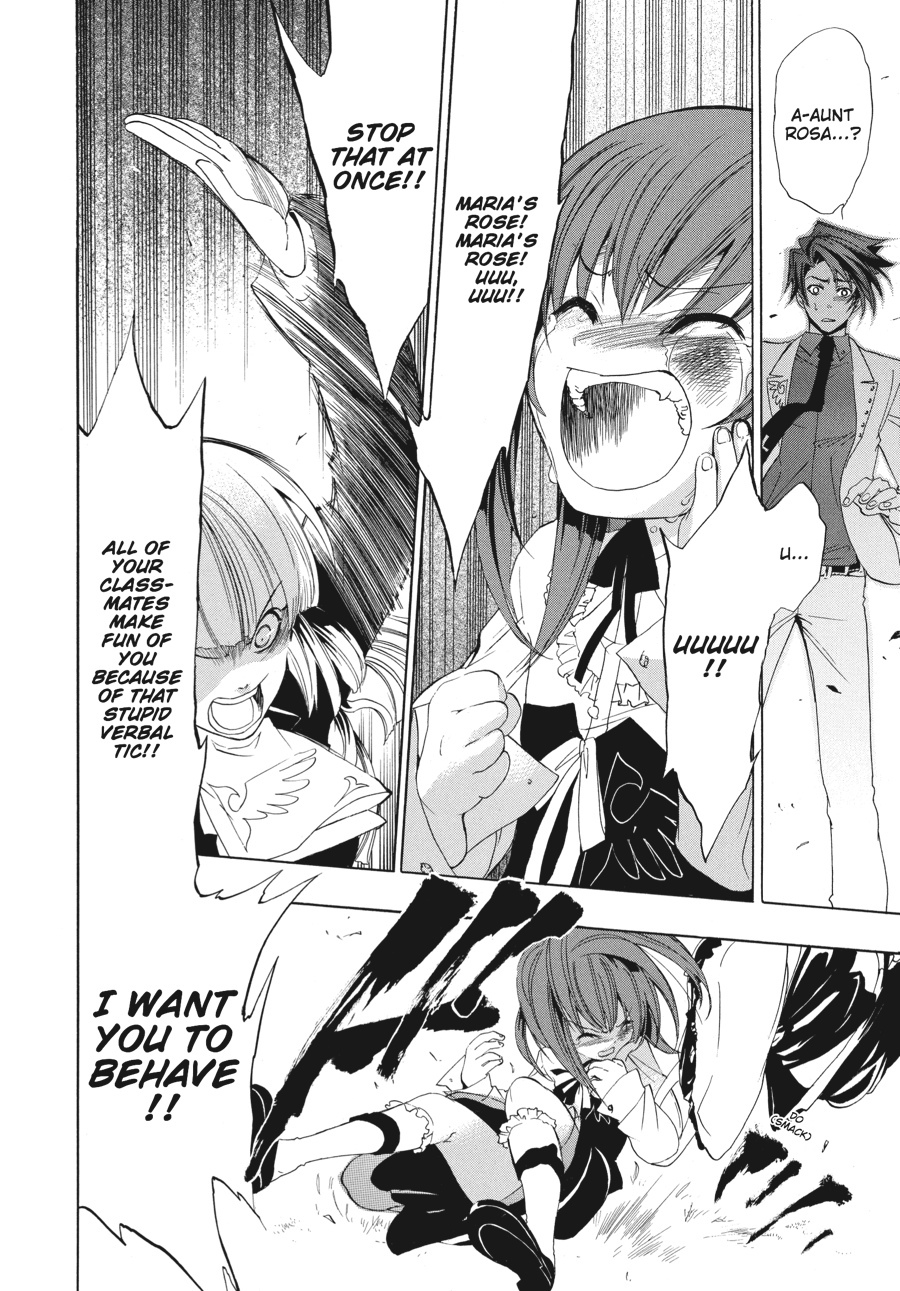 A-AUNT
ROSA...?
U...
UUUUU
!!
MARIA'S
ROSE!
MARIA'S
ROSE!
UUU,
UUU!!
STOP
THAT AT
ONCE!!
ALL OF
YOUR
CLASS-
MATES
MAKE
FUN OF
YOU
BECAUSE
OF THAT
STUPID
VERBAL
TIC!!
DO
(SMACK)
I WANT
YOU TO
BEHAVE
!!